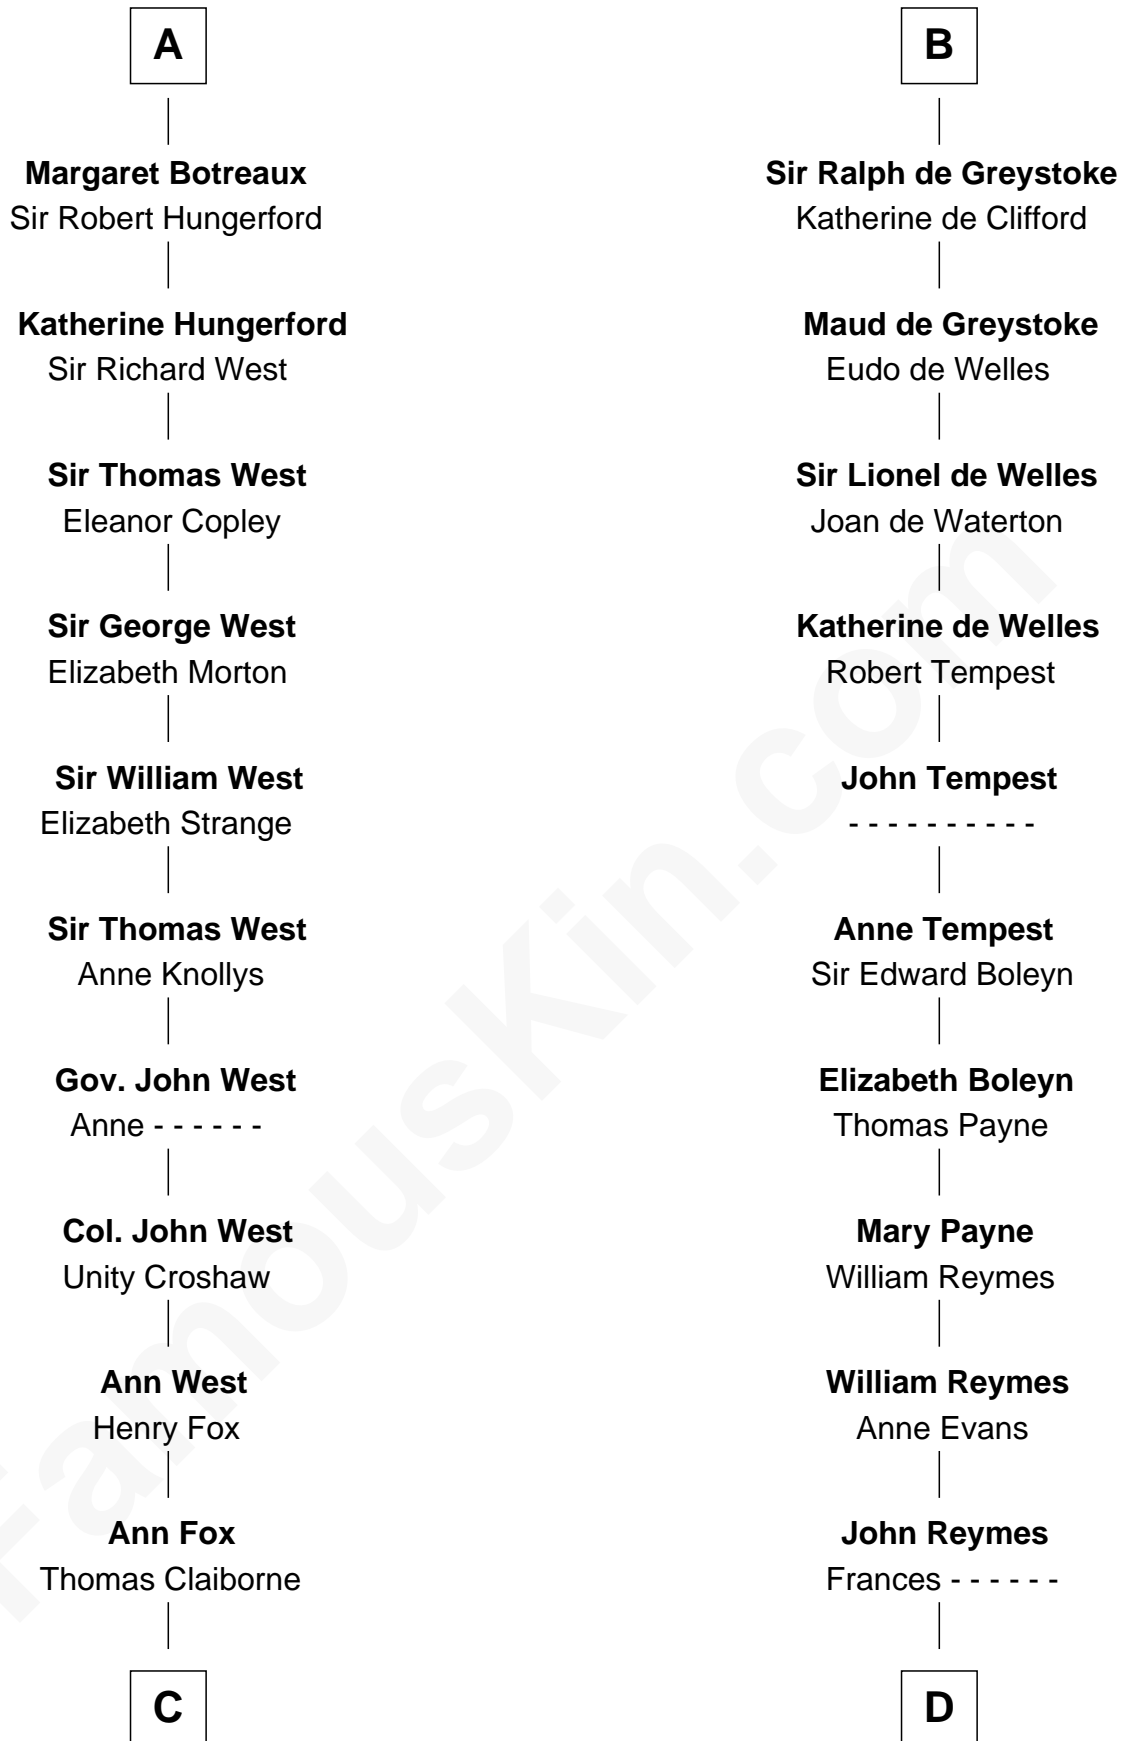 A
Margaret Botreaux
Sir Robert Hungerford
Katherine Hungerford
Sir Richard West
Sir Thomas West
Eleanor Copley
Sir George West
Elizabeth Morton
Sir William West
Elizabeth Strange
Sir Thomas West
Anne Knollys
Gov. John West
Anne - - - - - -
Col. John West
Unity Croshaw
Ann West
Henry Fox
Ann Fox
Thomas Claiborne
C
B
Sir Ralph de Greystoke
Katherine de Clifford
Maud de Greystoke
Eudo de Welles
Sir Lionel de Welles
Joan de Waterton
Katherine de Welles
Robert Tempest
John Tempest
- - - - - - - - - -
Anne Tempest
Sir Edward Boleyn
Elizabeth Boleyn
Thomas Payne
Mary Payne
William Reymes
William Reymes
Anne Evans
John Reymes
Frances - - - - - -
D
FamousKin.com